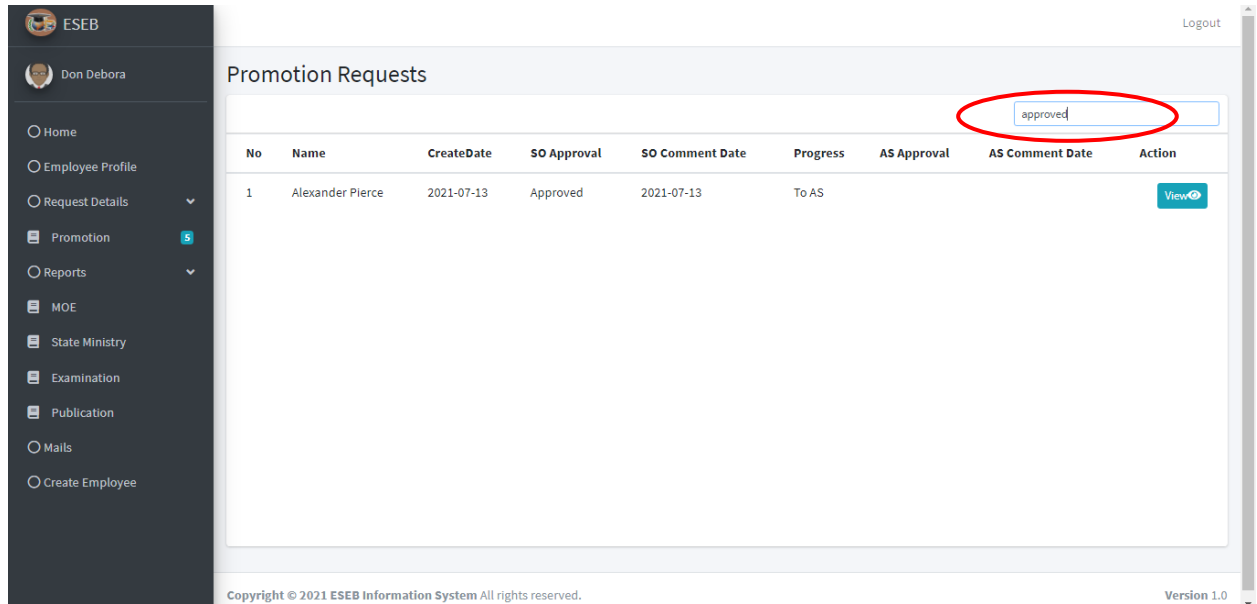 ESEB
Logout
Don Debora
Promotion Requests
approved
Home
Employee Profile
Request Details
Promotion 5
Reports
MOE
State Ministry
Examination
Publication
Mails
Create Employee
No Name CreateDate SO Approval SO Comment Date Progress AS Approval AS Comment Date Action
1 Alexander Pierce 2021-07-13 Approved 2021-07-13 To AS View
Copyright © 2021 ESEB Information System All rights reserved. Version 1.0